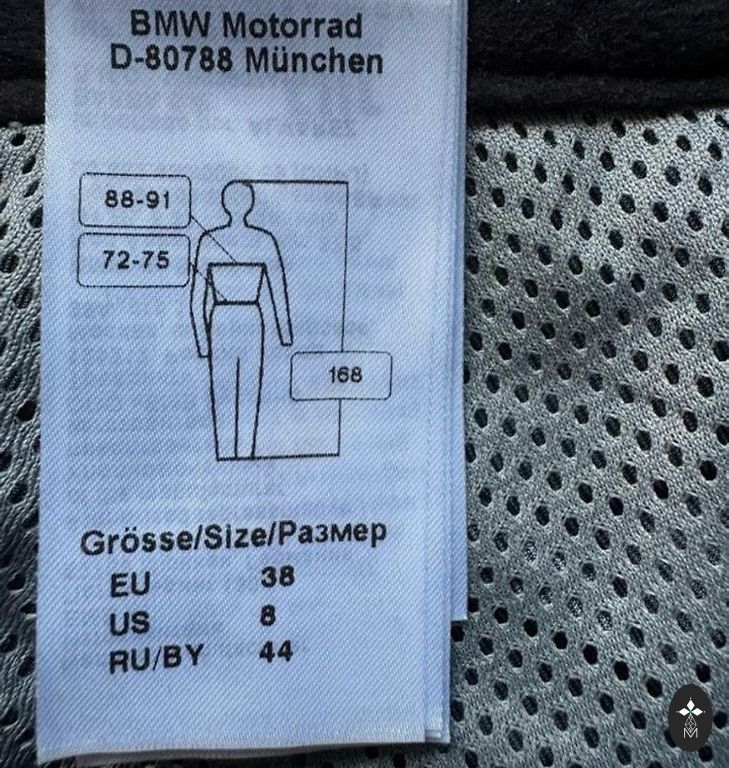 BMW Motorrad
D-80788 München
88-91
72-75
168
Grösse/Size/Размер
EU 38
US 8
RU/BY 44
M